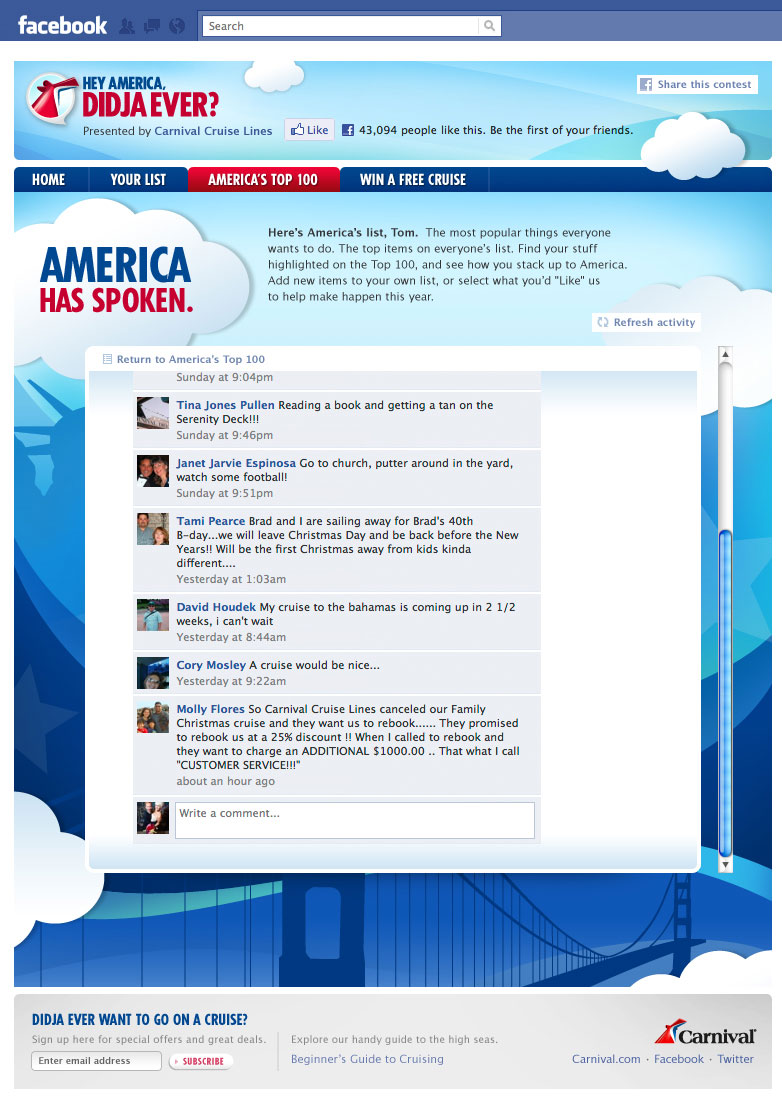 facebook
Search
HEY AMERICA,
DIDJA EVER?
Share this contest
Presented by Carnival Cruise Lines
Like
43,094 people like this. Be the first of your friends.
HOME
YOUR LIST
AMERICA'S TOP 100
WIN A FREE CRUISE
AMERICA
HAS SPOKEN.
Here's America's list, Tom. The most popular things everyone
wants to do. The top items on everyone's list. Find your stuff
highlighted on the Top 100, and see how you stack up to America.
Add new items to your own list, or select what you'd "Like" us
to help make happen this year.
Refresh activity
Return to America's Top 100
Sunday at 9:04pm
Tina Jones Pullen Reading a book and getting a tan on the
Serenity Deck!!!
Sunday at 9:46pm
Janet Jarvie Espinosa Go to church, putter around in the yard,
watch some football!
Sunday at 9:51pm
Tami Pearce Brad and I are sailing away for Brad's 40th
B-day...we will leave Christmas Day and be back before the New
Years!! Will be the first Christmas away from kids kinda
different....
Yesterday at 1:03am
David Houdek My cruise to the bahamas is coming up in 2 1/2
weeks, i can't wait
Yesterday at 8:44am
Cory Mosley A cruise would be nice...
Yesterday at 9:22am
Molly Flores So Carnival Cruise Lines canceled our Family
Christmas cruise and they want us to rebook...... They promised
to rebook us at a 25% discount !! When I called to rebook and
they want to charge an ADDITIONAL $1000.00 .. That what I call
"CUSTOMER SERVICE!!!"
about an hour ago
Write a comment...
DIDJA EVER WANT TO GO ON A CRUISE?
Sign up here for special offers and great deals.
Enter email address
SUBSCRIBE
Explore our handy guide to the high seas.
Beginner's Guide to Cruising
Carnival
Carnival.com · Facebook · Twitter